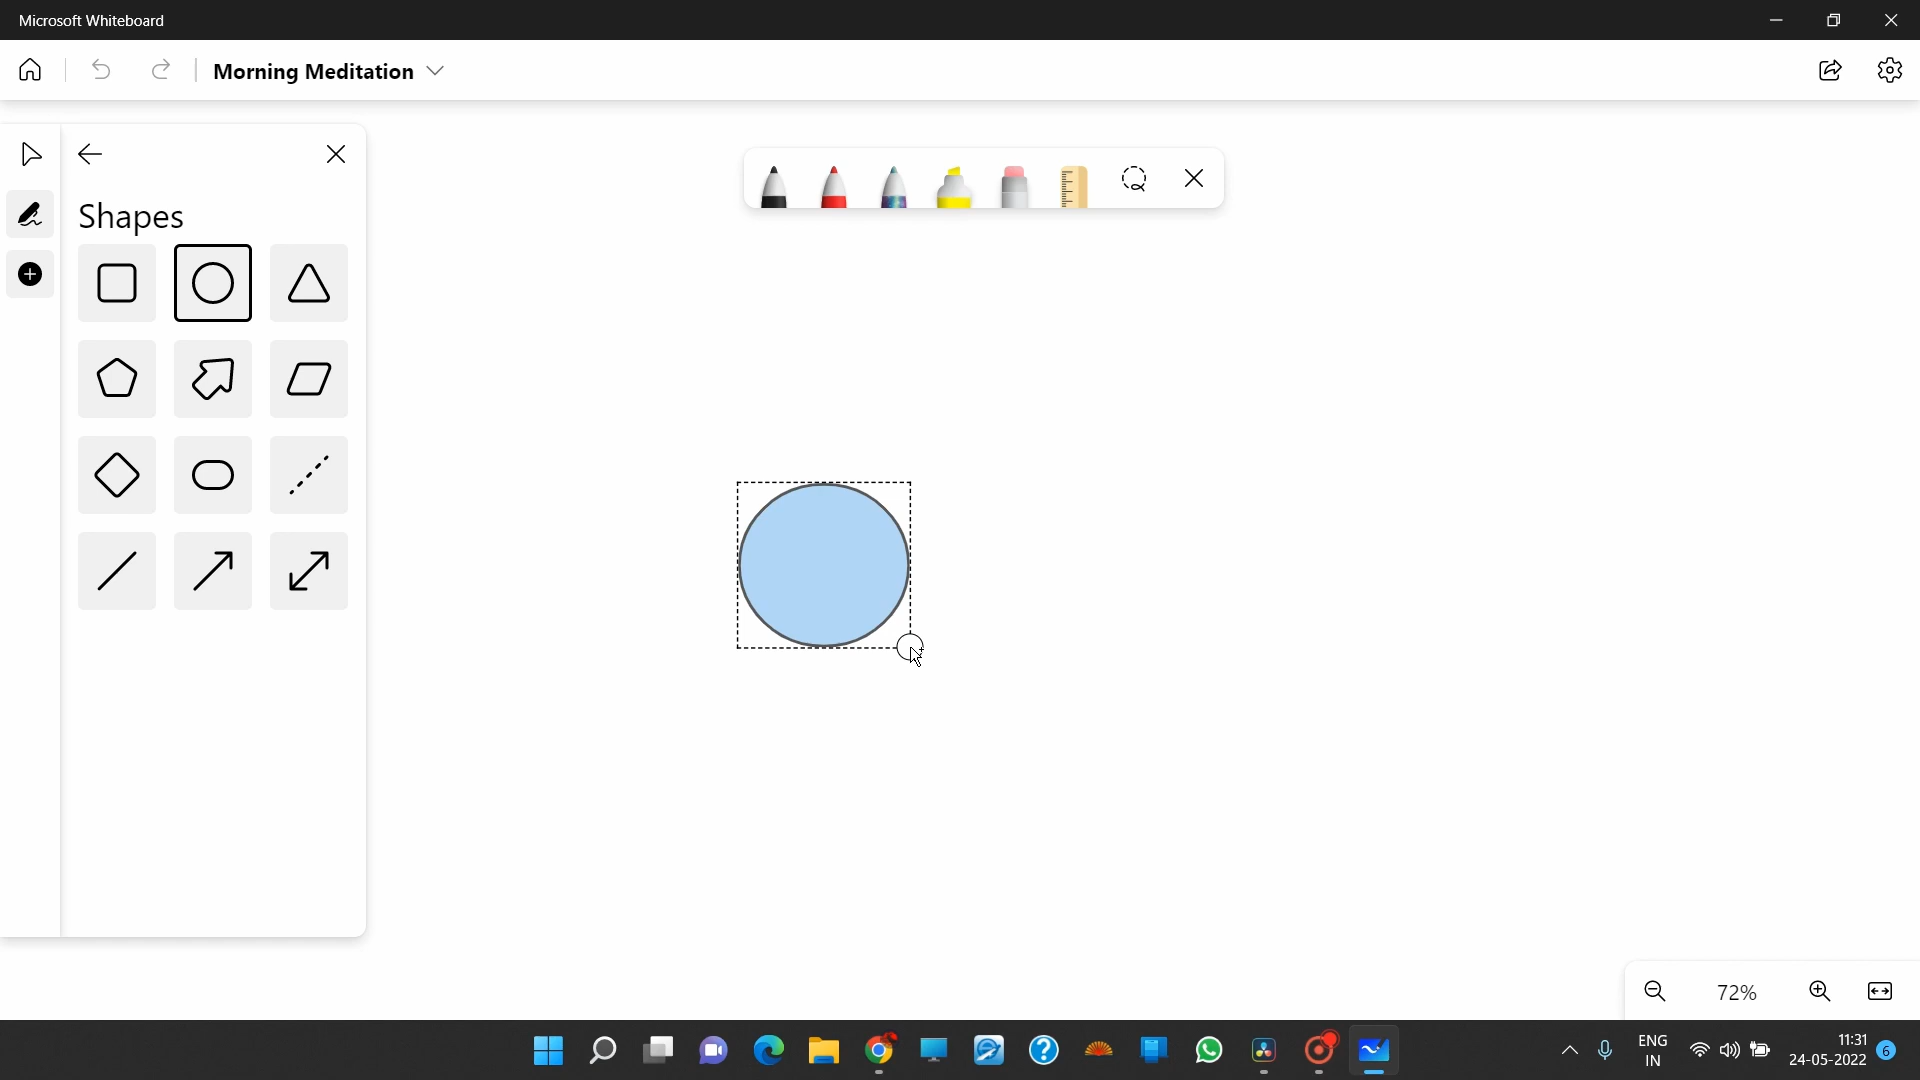 Microsoft Whiteboard
Morning Meditation
Shapes
72%
ENG
IN
11:31
24-05-2022
6